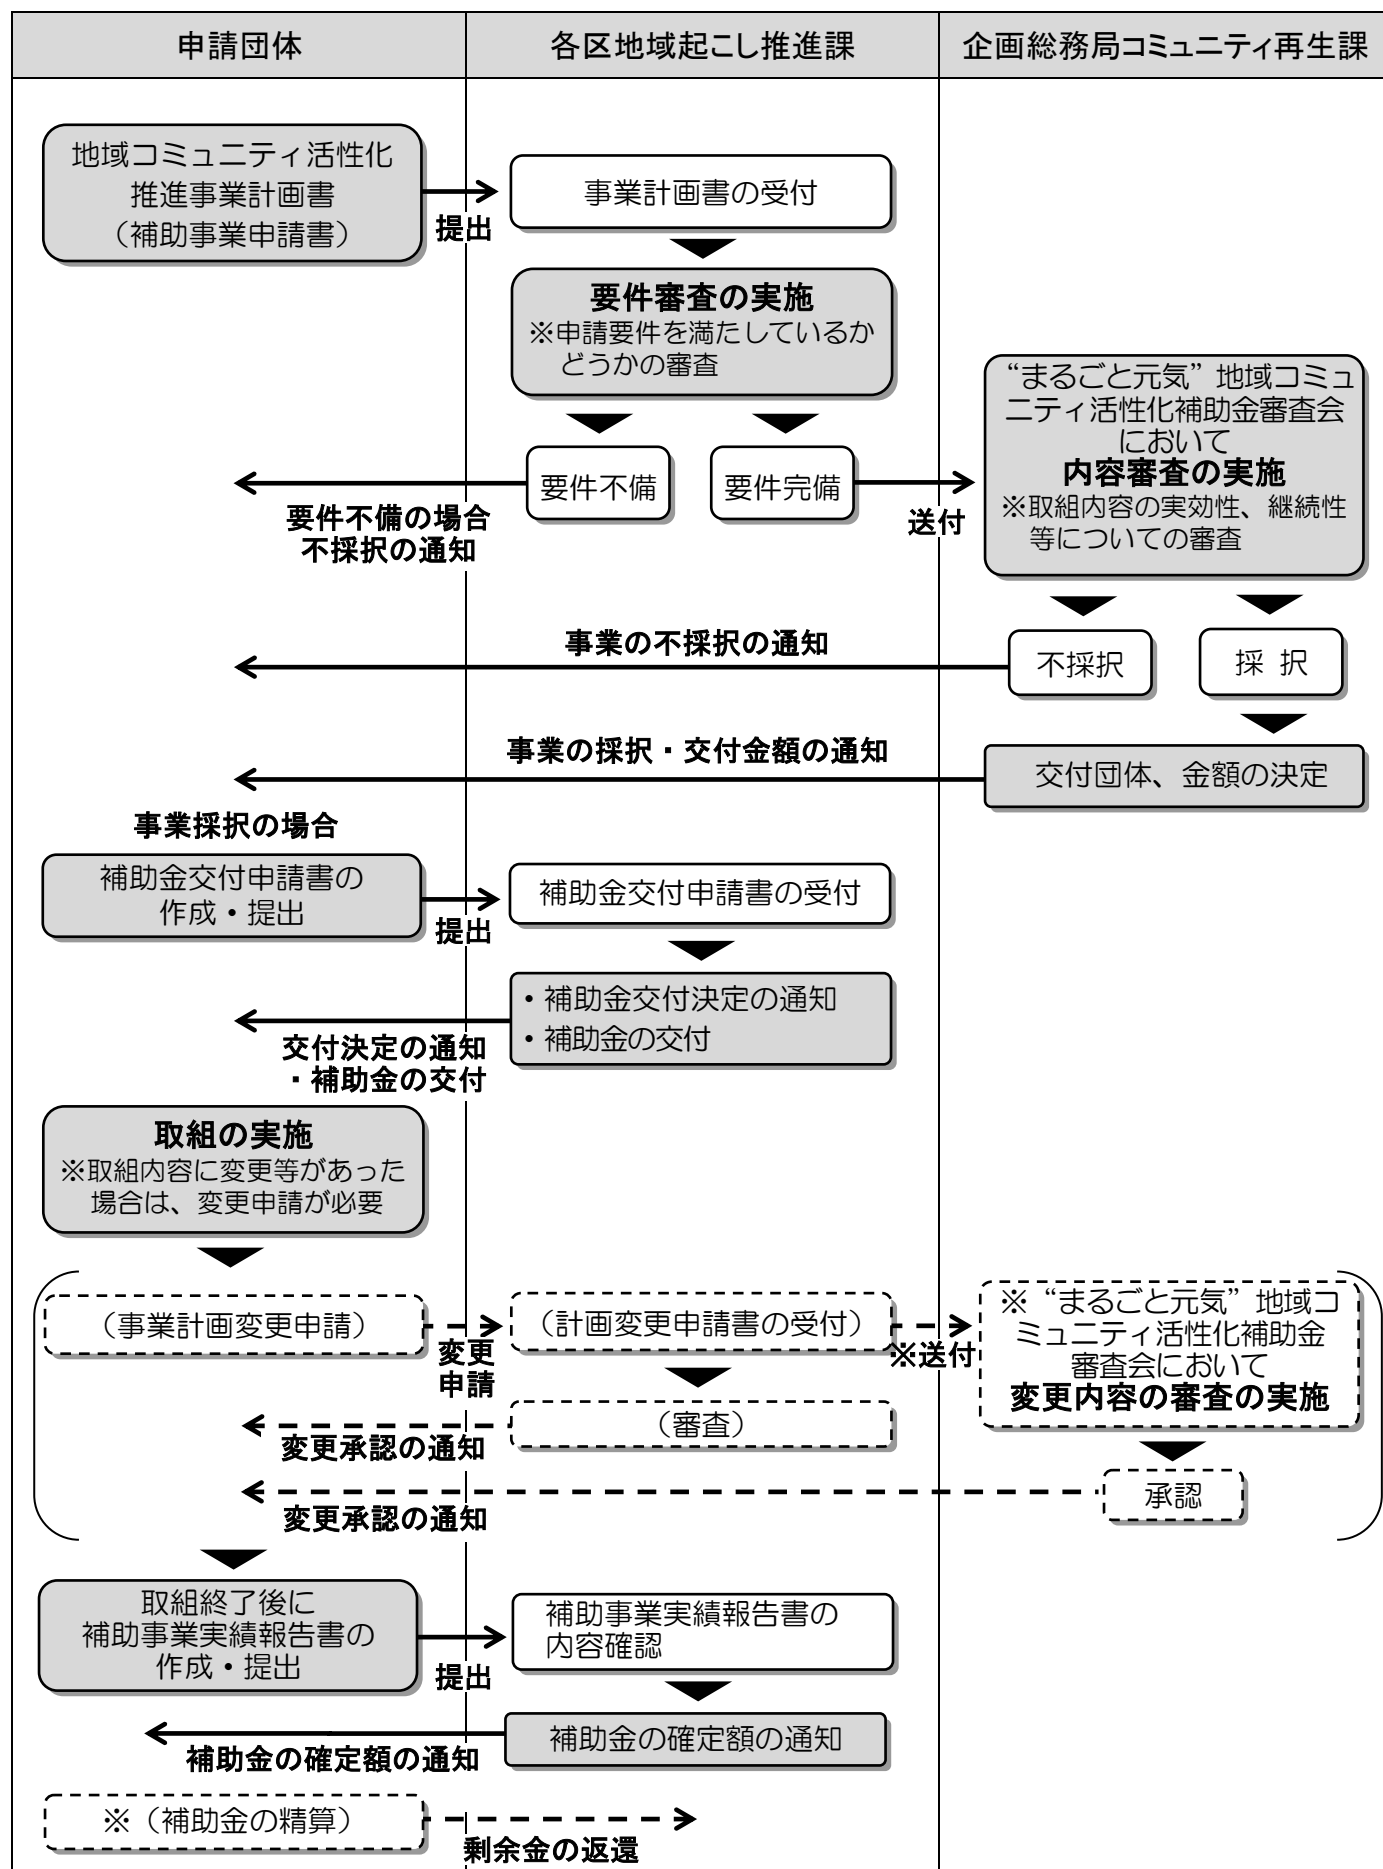 申請団体
各区地域起こし推進課
企画総務局コミュニティ再生課
地域コミュニティ活性化
推進事業計画書
（補助事業申請書）
提出
事業計画書の受付
要件審査の実施
※申請要件を満たしているか
どうかの審査
要件不備
要件完備
要件不備の場合
不採択の通知
送付
“まるごと元気”地域コミュ
ニティ活性化補助金審査会
において
内容審査の実施
※取組内容の実効性、継続性
等についての審査
事業の不採択の通知
不採択
採 択
事業の採択・交付金額の通知
交付団体、金額の決定
事業採択の場合
補助金交付申請書の
作成・提出
提出
補助金交付申請書の受付
・補助金交付決定の通知
・補助金の交付
交付決定の通知
・補助金の交付
取組の実施
※取組内容に変更等があった
場合は、変更申請が必要
（事業計画変更申請）
変更
申請
（計画変更申請書の受付）
※送付
※“まるごと元気”地域コ
ミュニティ活性化補助金
審査会において
変更内容の審査の実施
（審査）
変更承認の通知
承認
変更承認の通知
取組終了後に
補助事業実績報告書の
作成・提出
提出
補助事業実績報告書の
内容確認
補助金の確定額の通知
補助金の確定額の通知
※（補助金の精算）
剰余金の返還